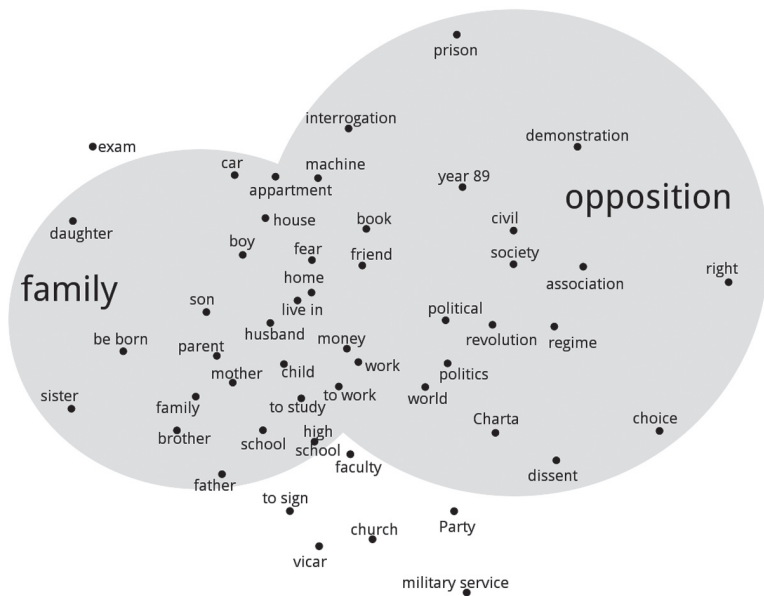 prison
interrogation
demonstration
exam
car
machine
appartment
year 89
opposition
house
book
civil
daughter
boy
fear
friend
society
right
home
association
family
son
live in
political
husband
be born
money
revolution
regime
parent
work
mother
child
politics
sister
to work
world
family
to study
Charta
choice
brother
high
school
school
faculty
dissent
father
to sign
Party
church
vicar
military service